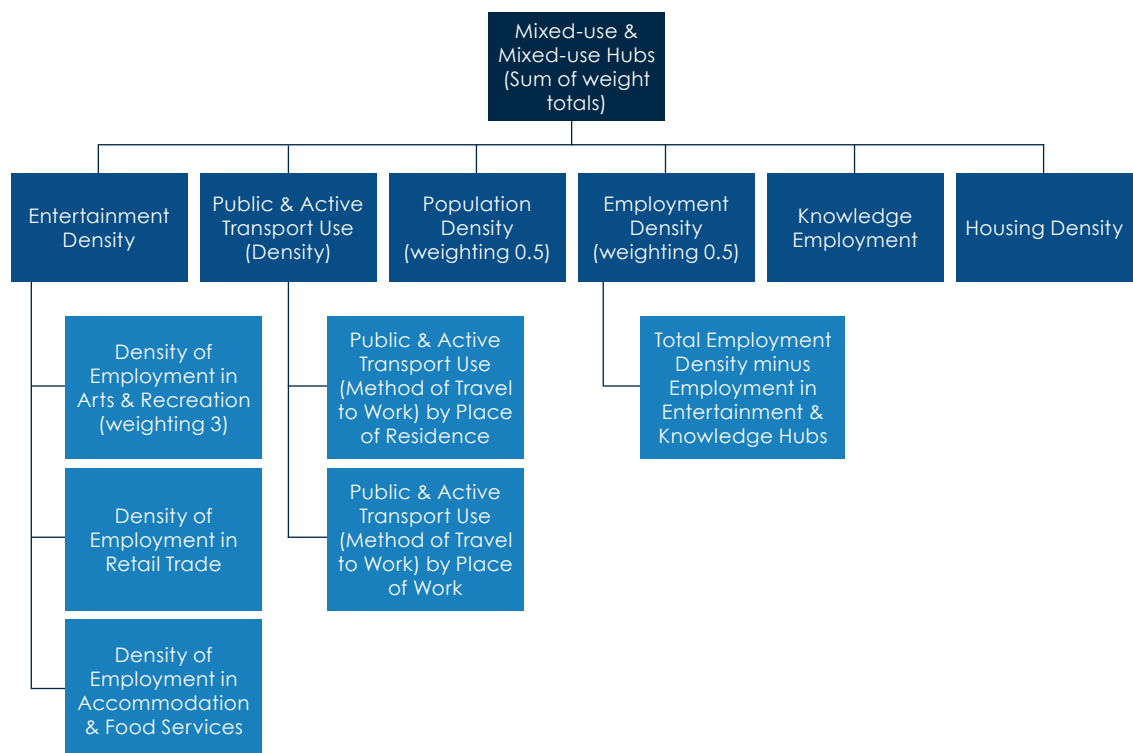 Mixed-use &
Mixed-use Hubs
(Sum of weight
totals)
Entertainment
Density
Public & Active
Transport Use
(Density)
Population
Density
(weighting 0.5)
Employment
Density
(weighting 0.5)
Knowledge
Employment
Housing Density
Density of
Employment in
Arts & Recreation
(weighting 3)
Density of
Employment in
Retail Trade
Density of
Employment in
Accommodation
& Food Services
Public & Active
Transport Use
(Method of Travel
to Work) by Place
of Residence
Public & Active
Transport Use
(Method of Travel
to Work) by Place
of Work
Total Employment
Density minus
Employment in
Entertainment &
Knowledge Hubs